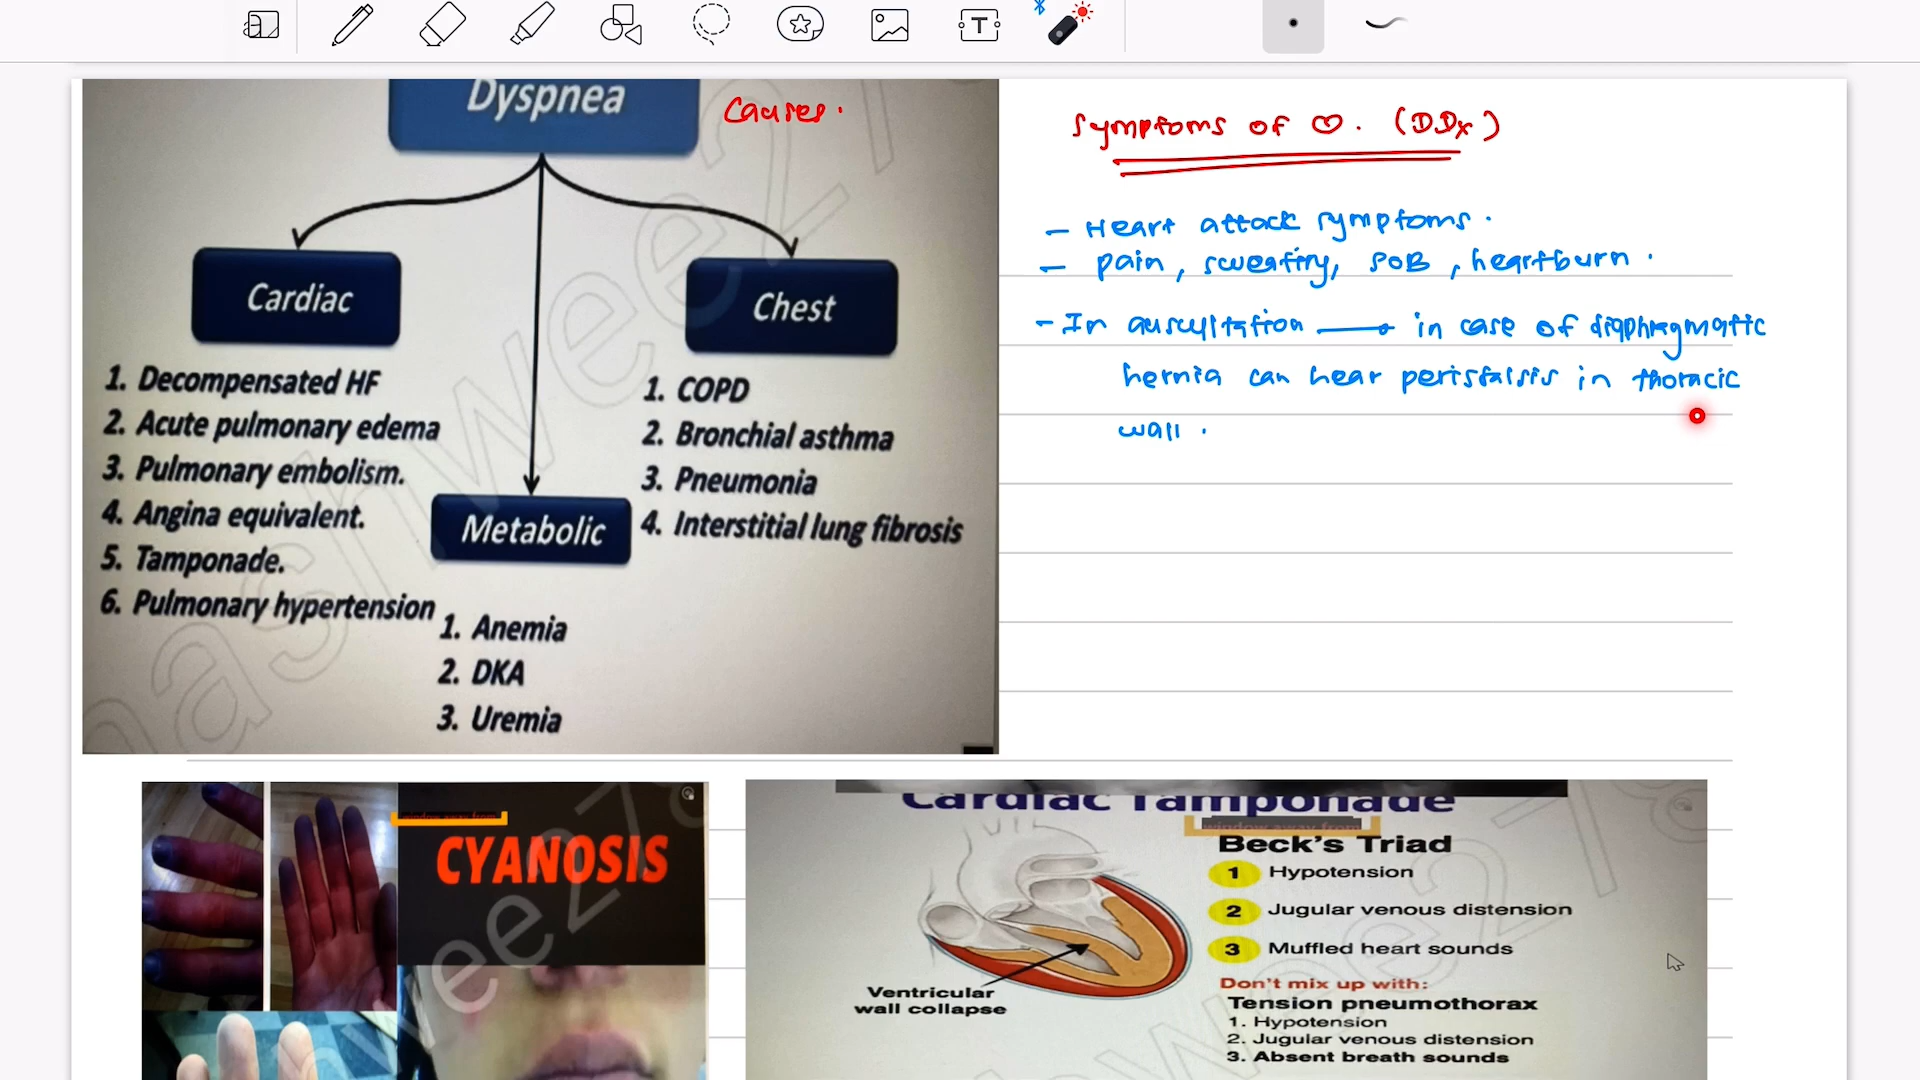 Dyspnea
Causes.
Cardiac
Chest
Metabolic
1. Decompensated HF
2. Acute pulmonary edema
3. Pulmonary embolism.
4. Angina equivalent.
5. Tamponade.
6. Pulmonary hypertension
1. COPD
2. Bronchial asthma
3. Pneumonia
4. Interstitial lung fibrosis
1. Anemia
2. DKA
3. Uremia
Symptoms of ♡. (DDx)
- Heart attack symptoms.
- pain, sweating, SOB, heartburn.
- In auscultation → in case of diaphragmatic
hernia can hear peristalsis in thoracic
wall.
CYANOSIS
Cardiac Tamponade
window away from
Beck's Triad
1 Hypotension
2 Jugular venous distension
3 Muffled heart sounds
Ventricular
wall collapse
Don't mix up with:
Tension pneumothorax
1. Hypotension
2. Jugular venous distension
3. Absent breath sounds